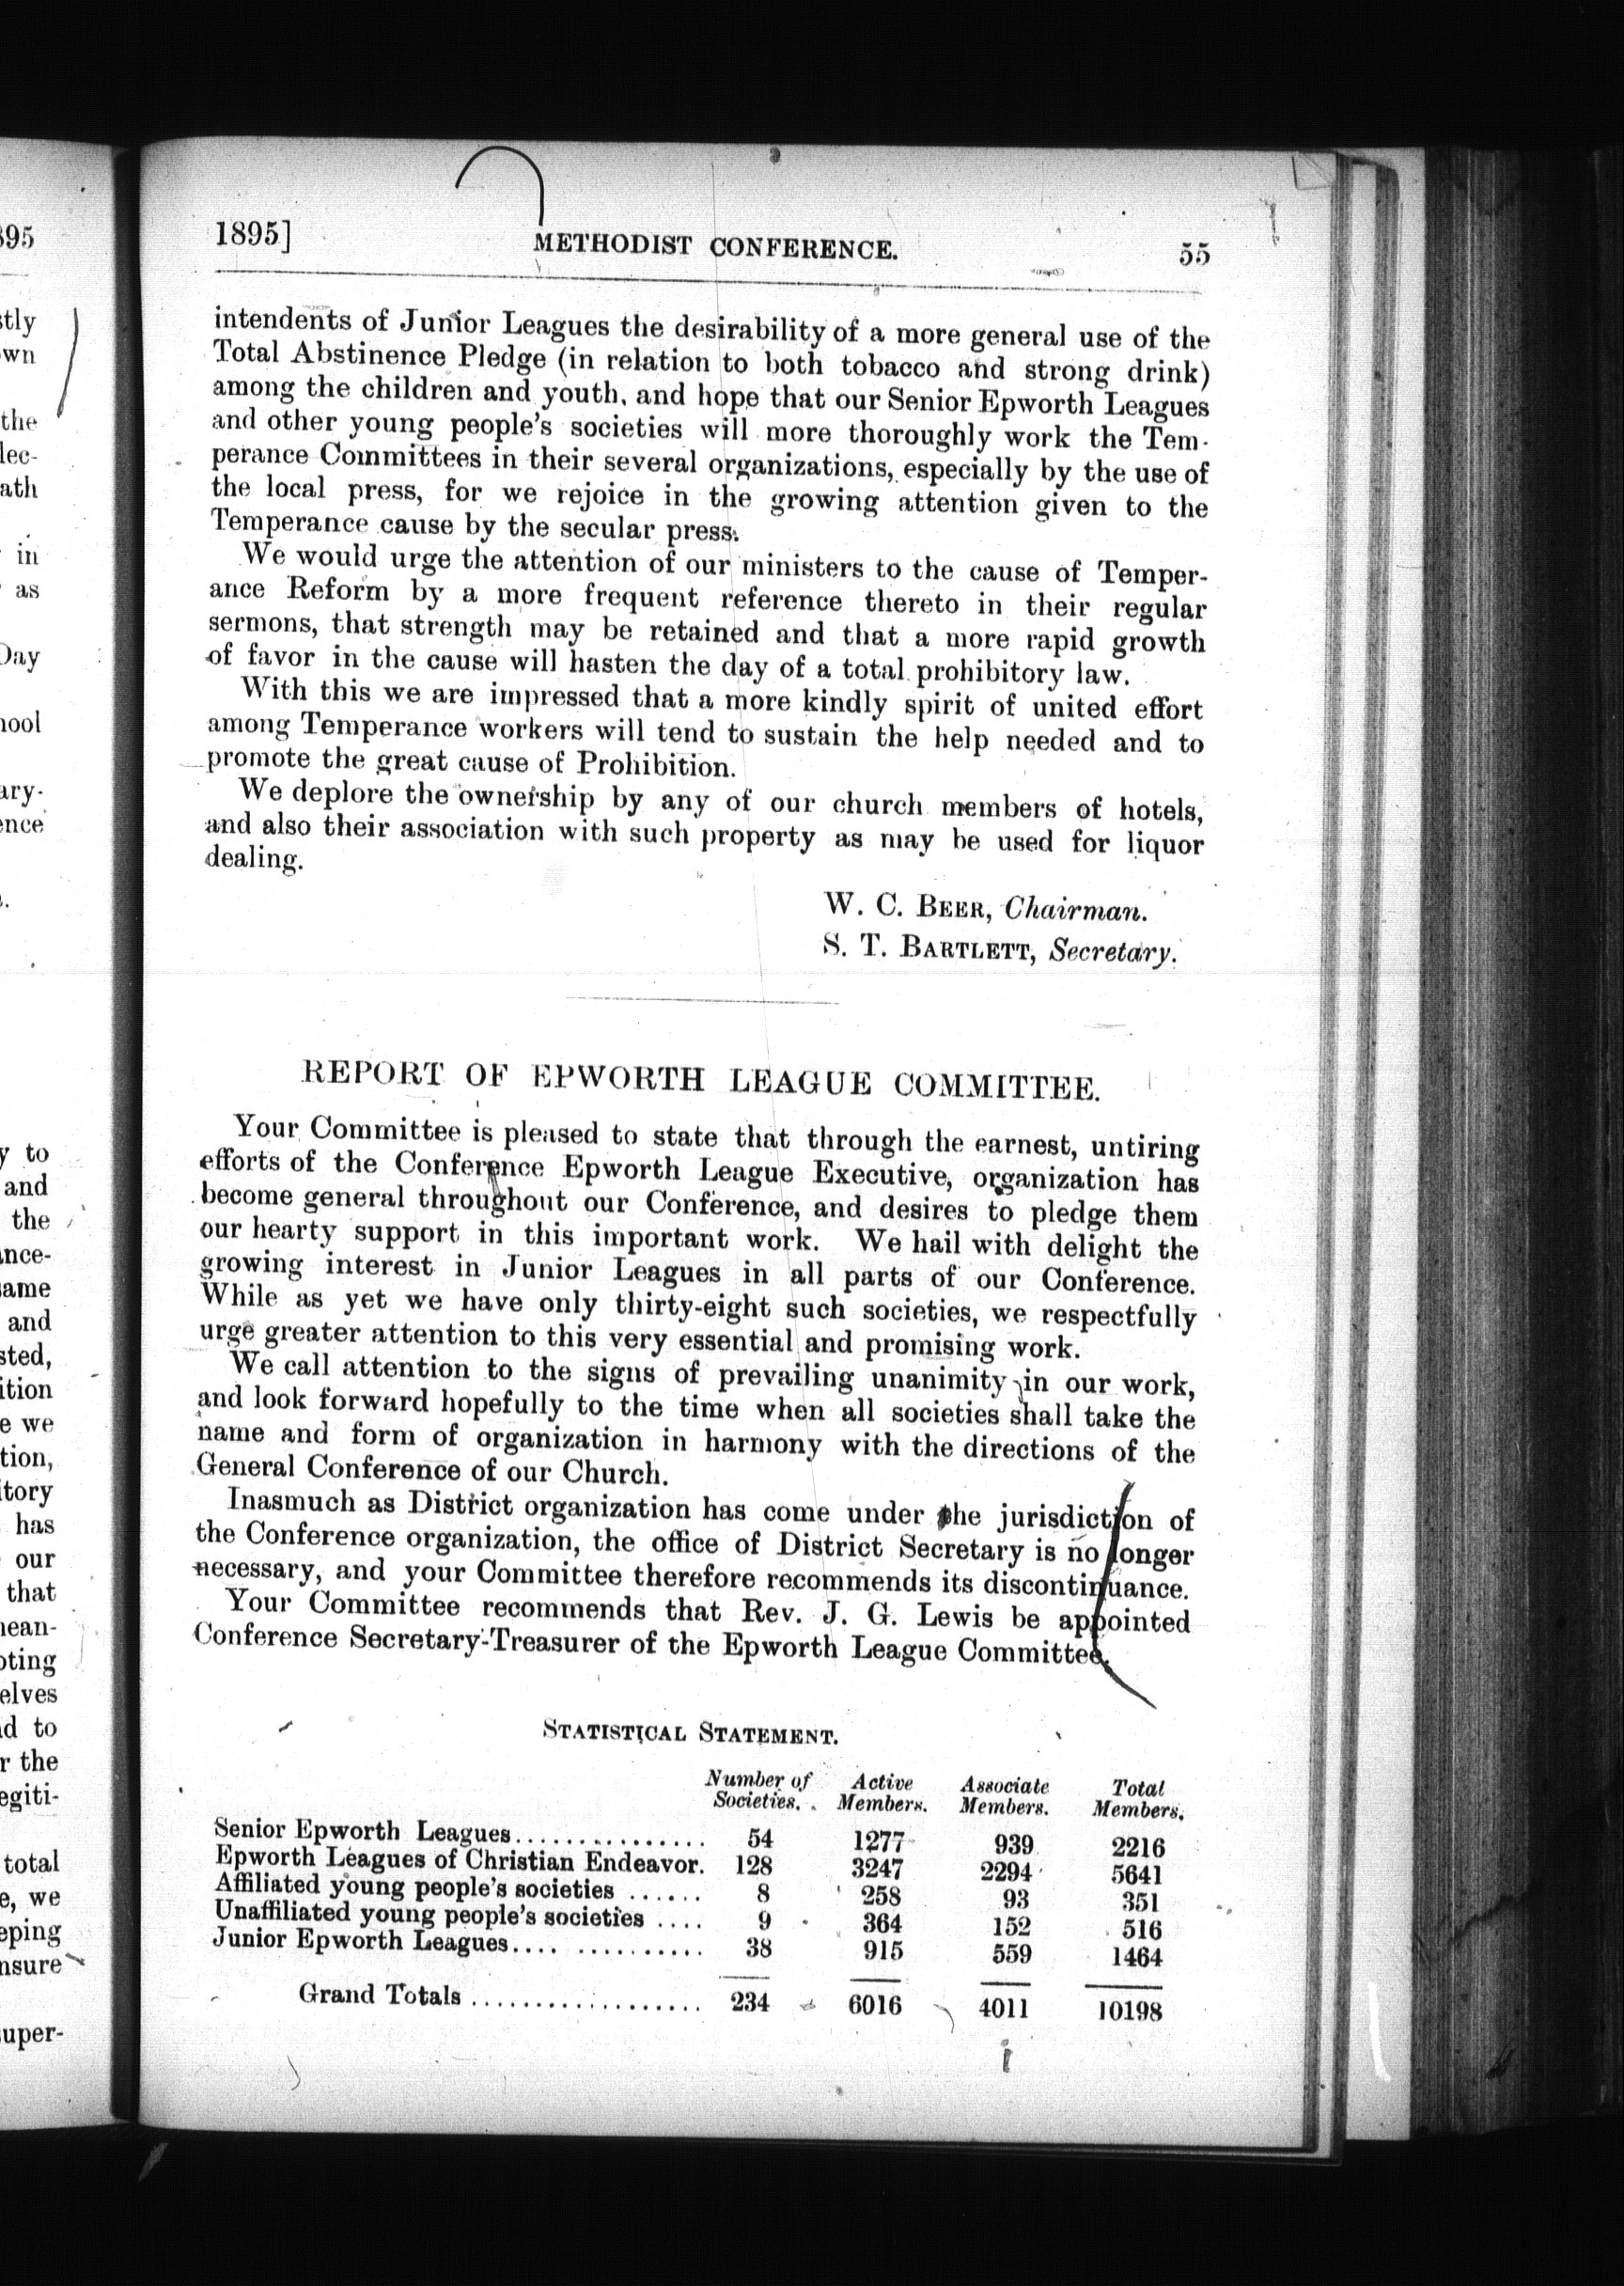 1895] METHODIST CONFERENCE. 55
intendents of Junior Leagues the desirability of a more general use of the
Total Abstinence Pledge (in relation to both tobacco and strong drink)
among the children and youth, and hope that our Senior Epworth Leagues
and other young people's societies will more thoroughly work the Tem-
perance Committees in their several organizations, especially by the use of
the local press, for we rejoice in the growing attention given to the
Temperance cause by the secular press.
We would urge the attention of our ministers to the cause of Temper-
ance Reform by a more frequent reference thereto in their regular
sermons, that strength may be retained and that a more rapid growth
of favor in the cause will hasten the day of a total prohibitory law.
With this we are impressed that a more kindly spirit of united effort
among Temperance workers will tend to sustain the help needed and to
promote the great cause of Prohibition.
We deplore the ownership by any of our church members of hotels,
and also their association with such property as may be used for liquor
dealing.
W. C. BEER, Chairman.
S. T. BARTLETT, Secretary.
REPORT OF EPWORTH LEAGUE COMMITTEE.
Your Committee is pleased to state that through the earnest, untiring
efforts of the Conference Epworth League Executive, organization has
become general throughout our Conference, and desires to pledge them
our hearty support in this important work. We hail with delight the
growing interest in Junior Leagues in all parts of our Conference.
While as yet we have only thirty-eight such societies, we respectfully
urge greater attention to this very essential and promising work.
We call attention to the signs of prevailing unanimity in our work,
and look forward hopefully to the time when all societies shall take the
name and form of organization in harmony with the directions of the
General Conference of our Church.
Inasmuch as District organization has come under the jurisdiction of
the Conference organization, the office of District Secretary is no longer
necessary, and your Committee therefore recommends its discontinuance.
Your Committee recommends that Rev. J. G. Lewis be appointed
Conference Secretary-Treasurer of the Epworth League Committee.
STATISTICAL STATEMENT.
Number of Societies. Active Members. Associate Members. Total Members.
Senior Epworth Leagues............... 54 1277 939 2216
Epworth Leagues of Christian Endeavor. 128 3247 2294 5641
Affiliated young people's societies ...... 8 258 93 351
Unaffiliated young people's societies .... 9 364 152 516
Junior Epworth Leagues.... .......... 38 915 559 1464
Grand Totals ................... 234 6016 4011 10198